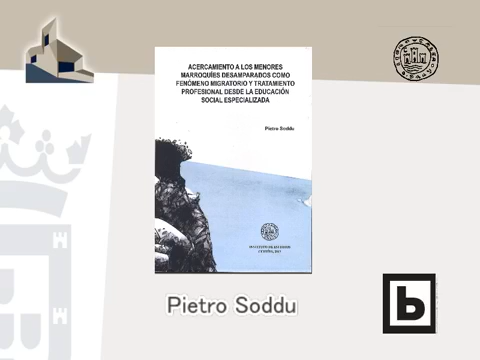 ACERCAMIENTO A LOS MENORES
MARROQUÍES DESAMPARADOS COMO
FENÓMENO MIGRATORIO Y TRATAMIENTO
PROFESIONAL DESDE LA EDUCACIÓN
SOCIAL ESPECIALIZADA
Pietro Soddu
Pietro Soddu
b